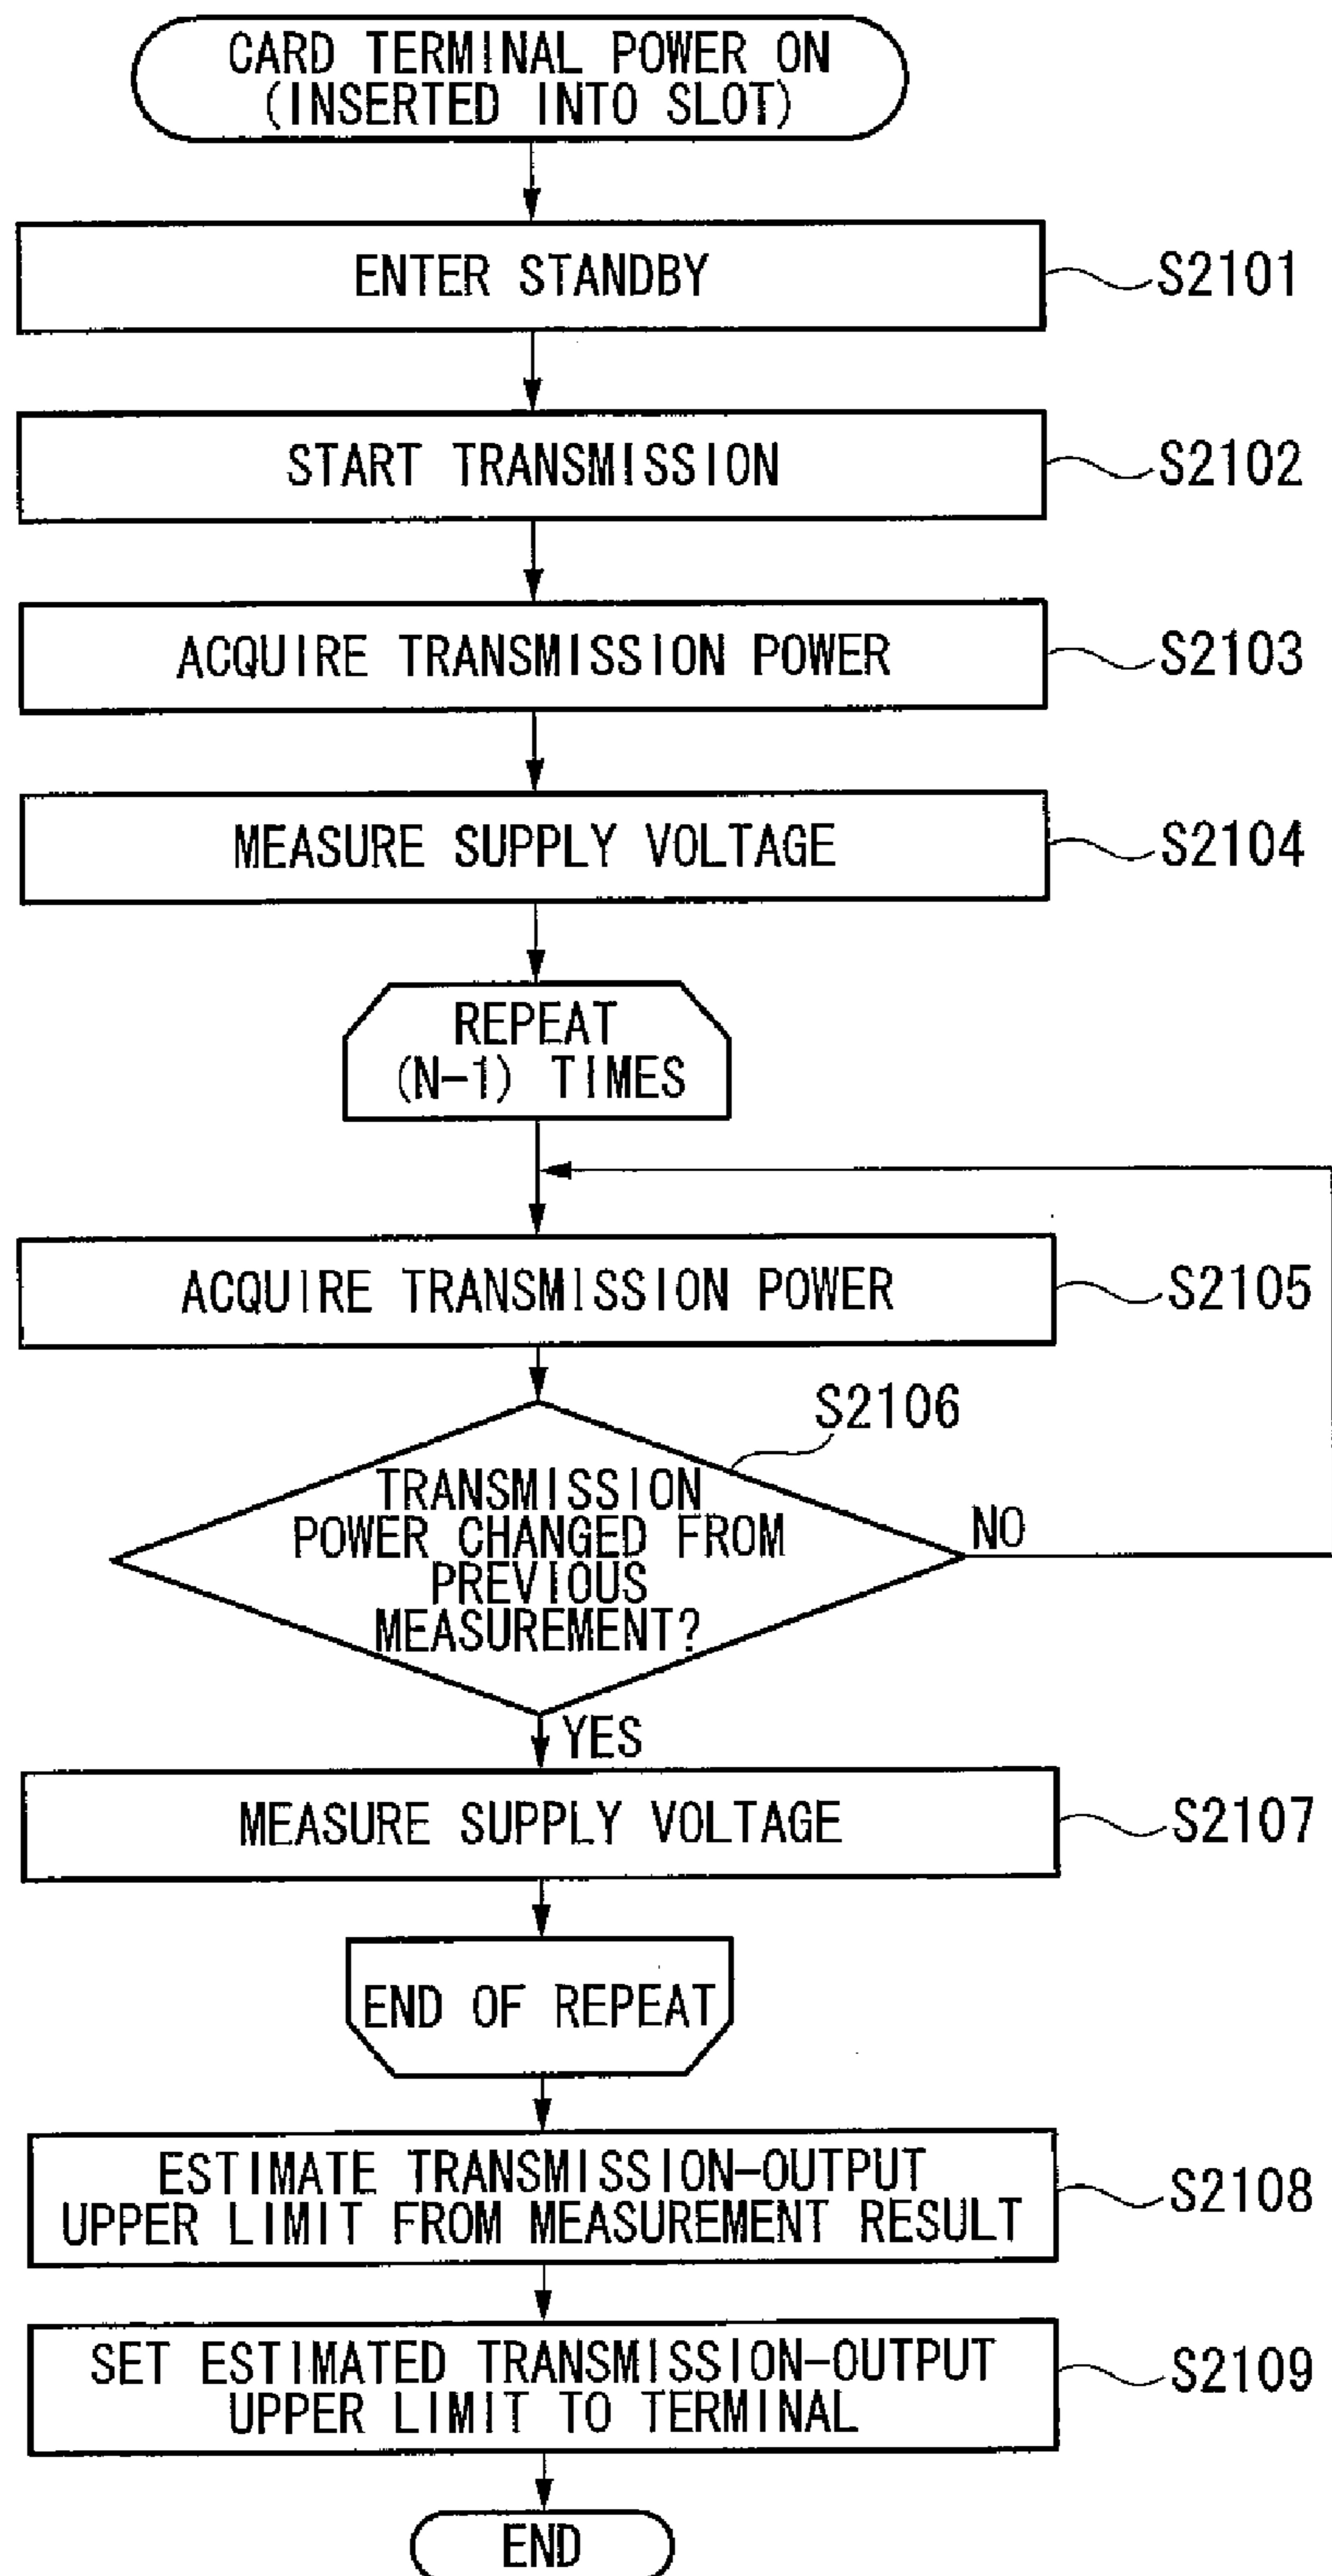 CARD TERMINAL POWER ON
(INSERTED INTO SLOT)
ENTER STANDBY
S2101
START TRANSMISSION
S2102
ACQUIRE TRANSMISSION POWER
S2103
MEASURE SUPPLY VOLTAGE
S2104
REPEAT
(N-1) TIMES
ACQUIRE TRANSMISSION POWER
S2105
S2106
TRANSMISSION
POWER CHANGED FROM
PREVIOUS
MEASUREMENT?
NO
YES
MEASURE SUPPLY VOLTAGE
S2107
END OF REPEAT
ESTIMATE TRANSMISSION-OUTPUT
UPPER LIMIT FROM MEASUREMENT RESULT
S2108
SET ESTIMATED TRANSMISSION-OUTPUT
UPPER LIMIT TO TERMINAL
S2109
END